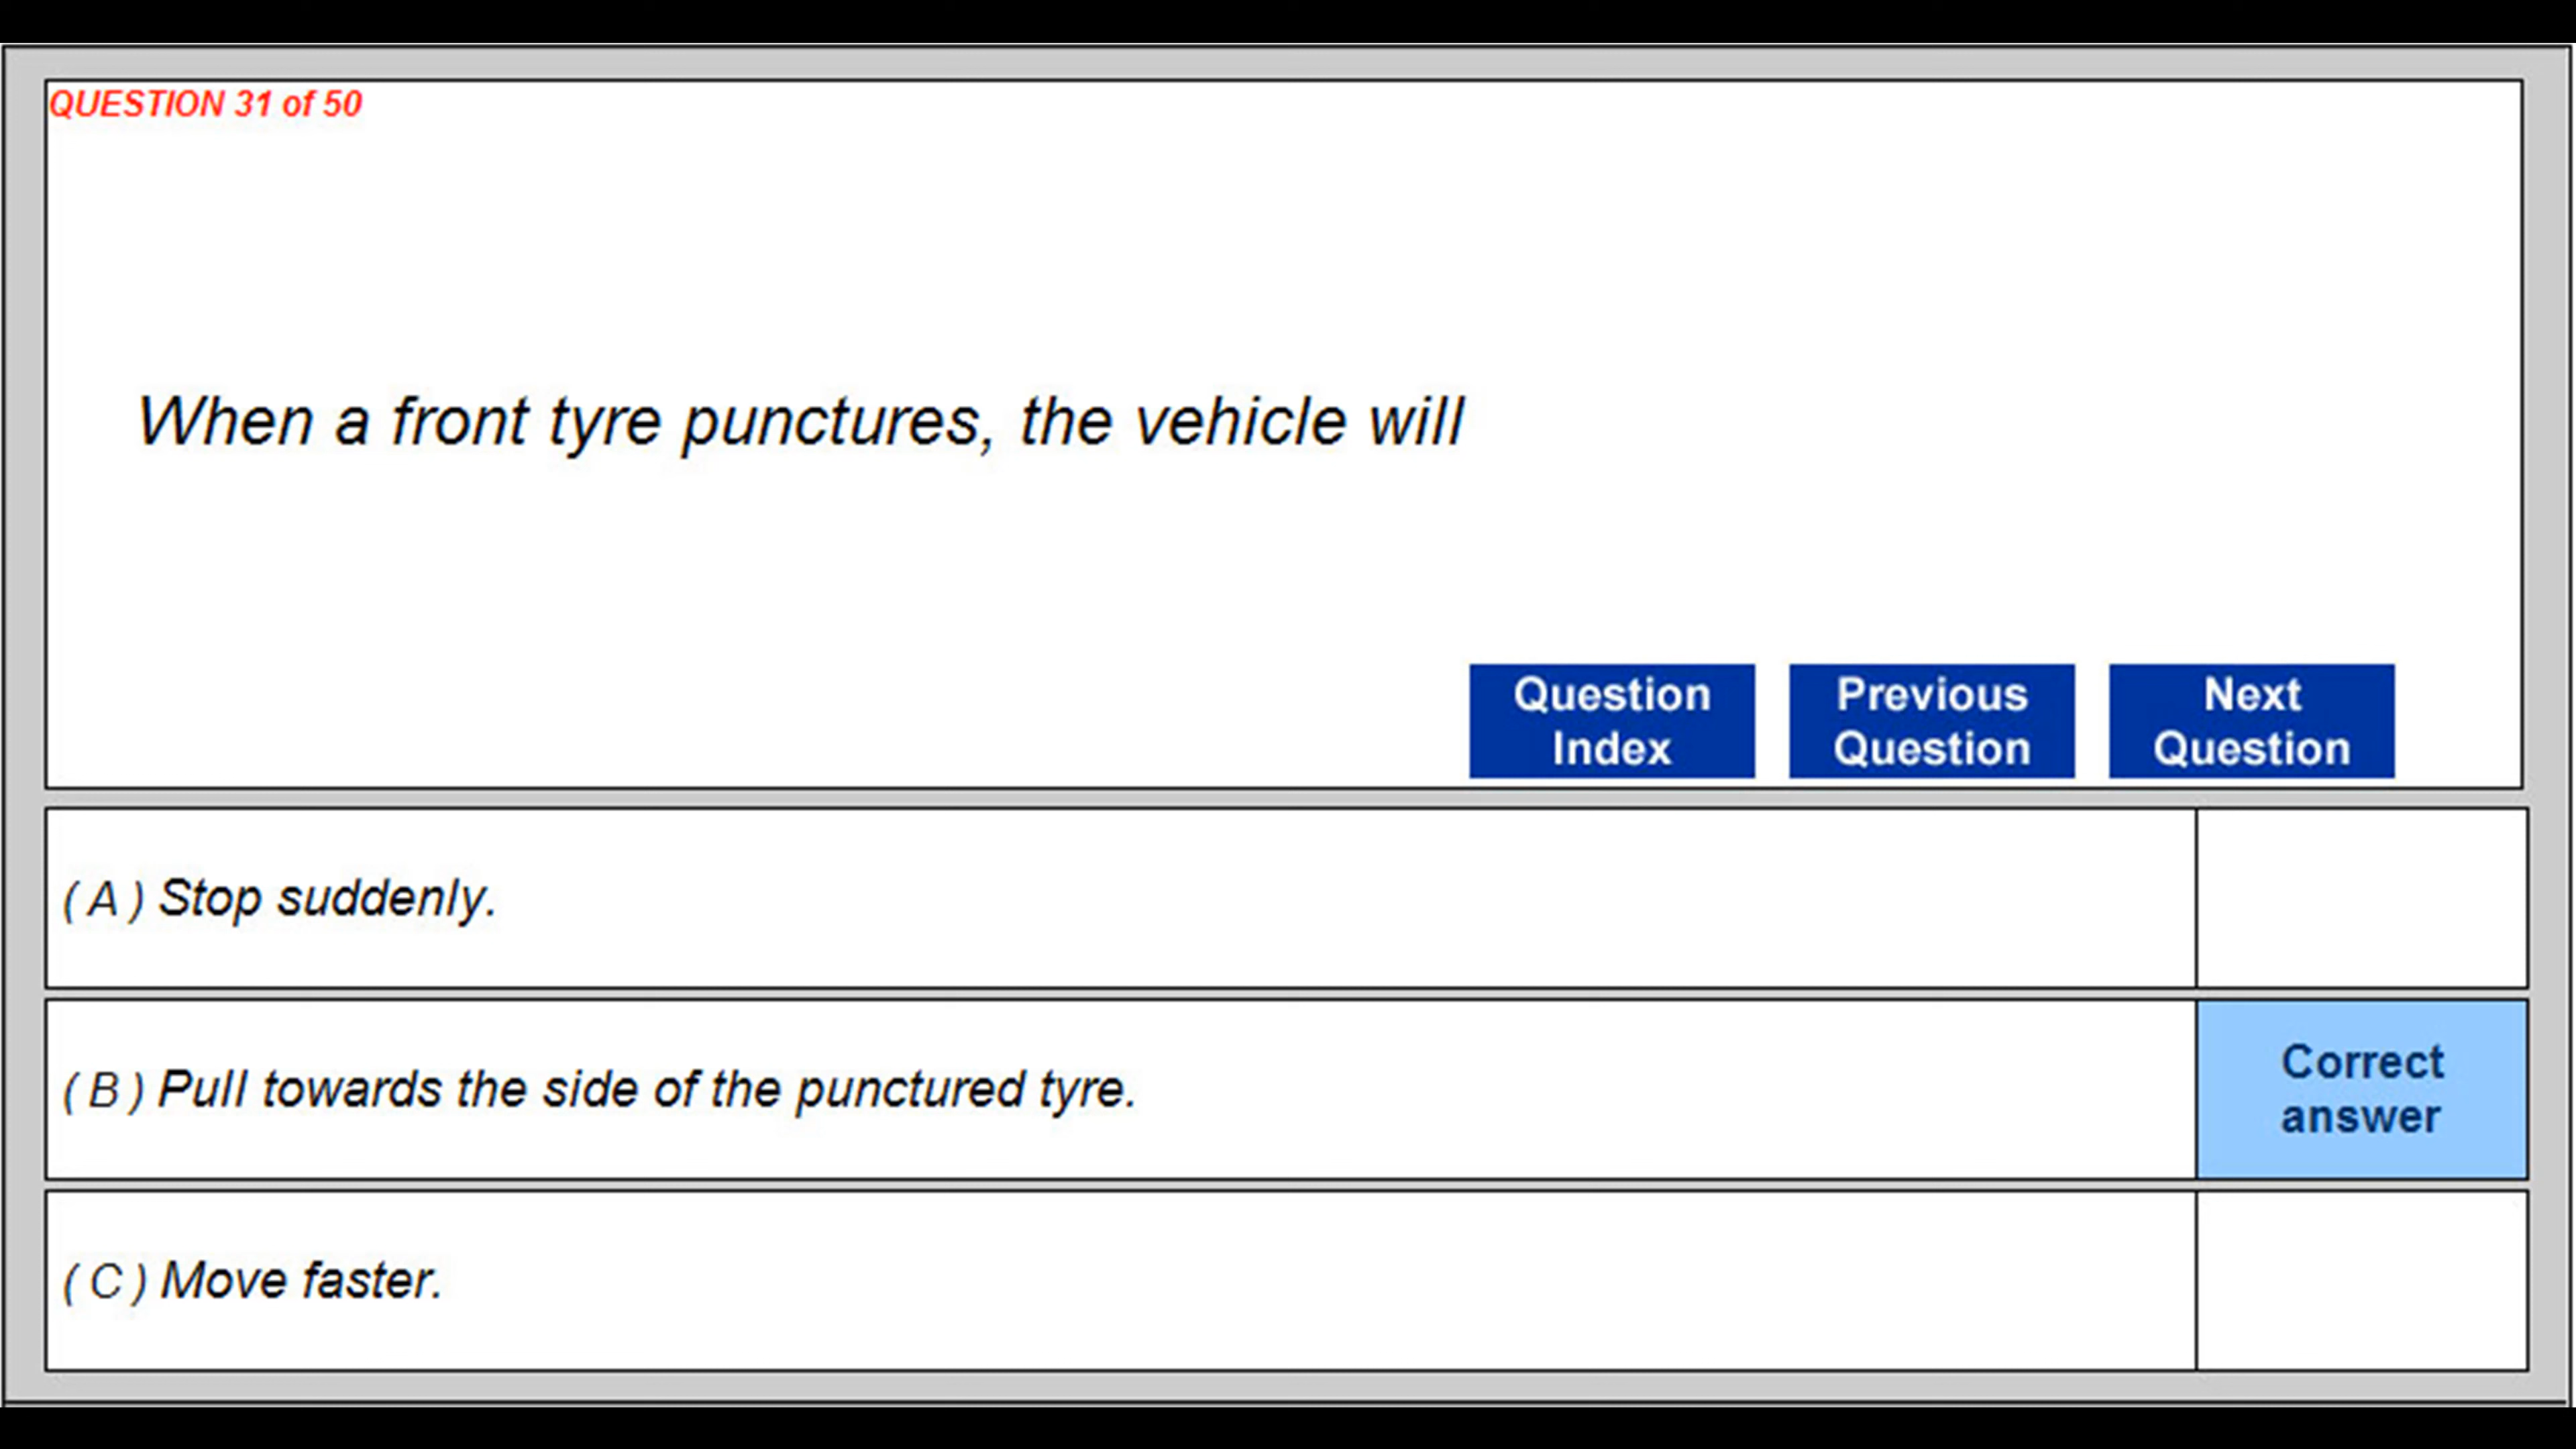 QUESTION 31 of 50
When a front tyre punctures, the vehicle will
Question
Index
Previous
Question
Next
Question
( A ) Stop suddenly.
( B ) Pull towards the side of the punctured tyre.
Correct
answer
( C ) Move faster.